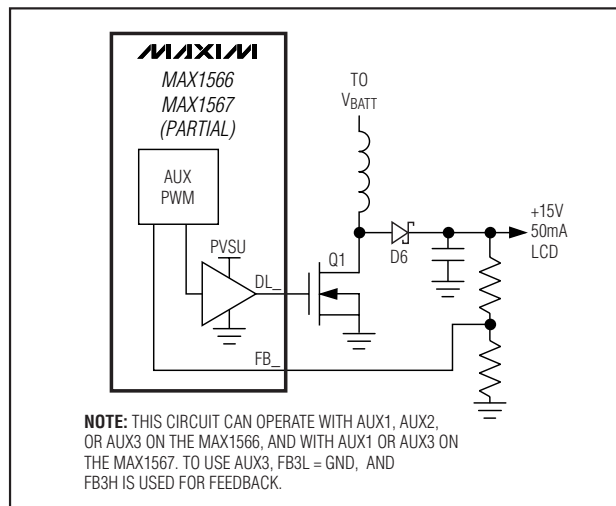 MAXIM
MAX1566
MAX1567
(PARTIAL)
TO
VBATT
AUX
PWM
PVSU
DL_
Q1
D6
+15V
50mA
LCD
FB_
NOTE: THIS CIRCUIT CAN OPERATE WITH AUX1, AUX2,
OR AUX3 ON THE MAX1566, AND WITH AUX1 OR AUX3 ON
THE MAX1567. TO USE AUX3, FB3L = GND, AND
FB3H IS USED FOR FEEDBACK.